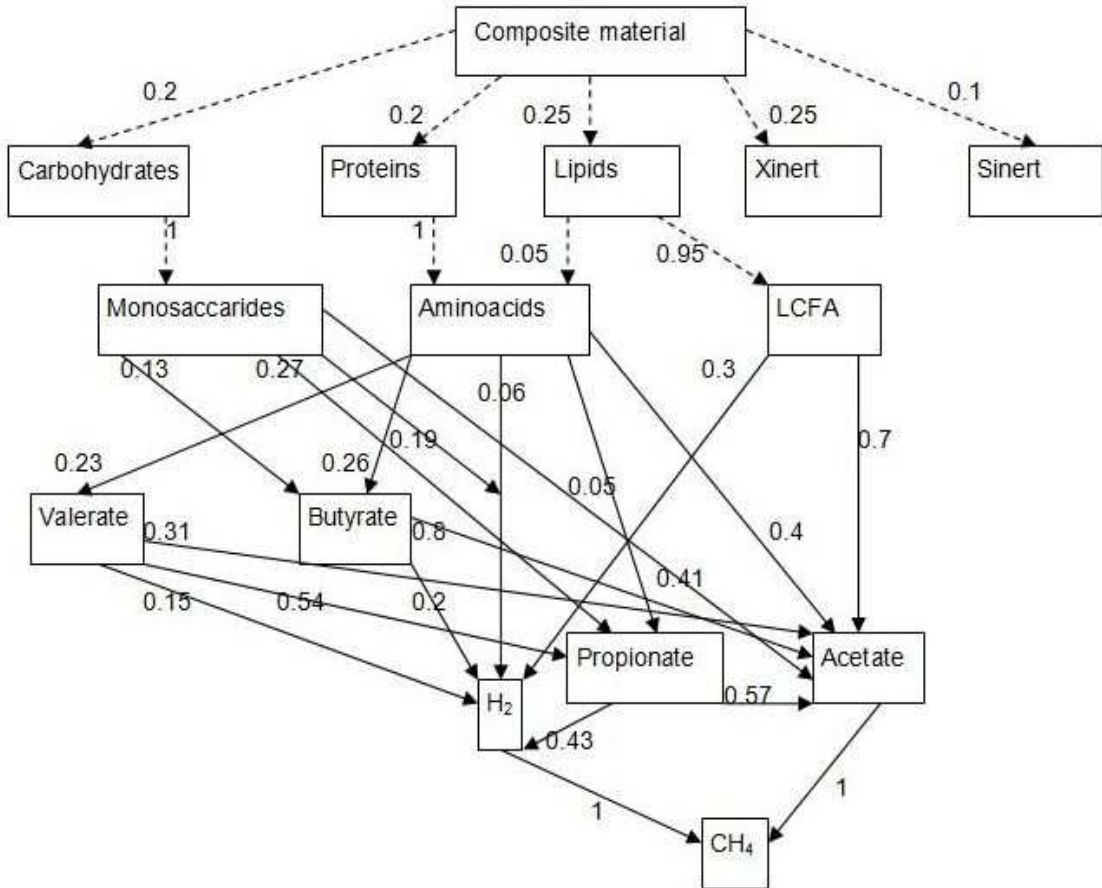 Composite material
0.2
0.2
0.25
0.25
0.1
Carbohydrates
Proteins
Lipids
Xinert
Sinert
1
1
0.05
0.95
Monosaccarides
Aminoacids
LCFA
0.13
0.27
0.06
0.3
0.19
0.7
0.23
0.26
0.05
Valerate
Butyrate
0.31
0.8
0.4
0.41
0.15
0.54
0.2
Propionate
Acetate
H₂
0.57
0.43
1
1
CH₄